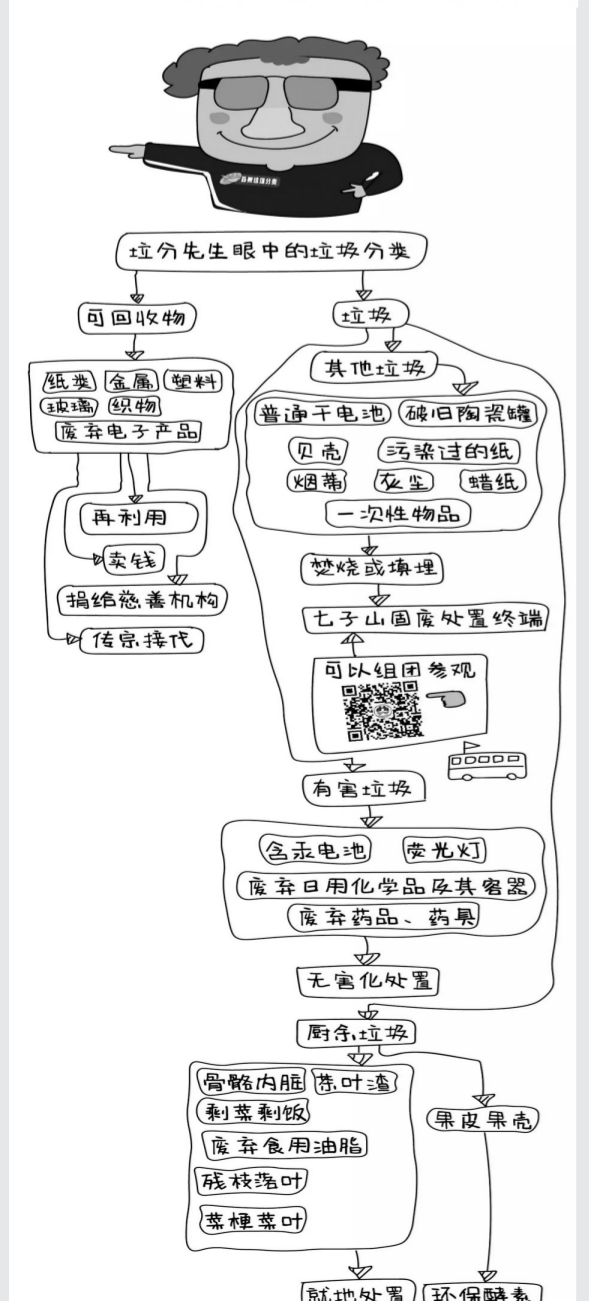 垃分先生眼中的垃圾分类
可回收物
垃圾
纸类 金属 塑料
玻璃 织物
废弃电子产品
再利用
卖钱
捐给慈善机构
传宗接代
其他垃圾
普通干电池 破旧陶瓷罐
贝壳 污染过的纸
烟蒂 灰尘 蜡纸
一次性物品
焚烧或填埋
七子山固废处置终端
可以组团参观
有害垃圾
含汞电池 荧光灯
废弃日用化学品及其容器
废弃药品、药具
无害化处置
厨余垃圾
骨骼内脏 茶叶渣
剩菜剩饭
废弃食用油脂
残枝落叶
菜梗菜叶
果皮果壳
就地处置
环保酵素